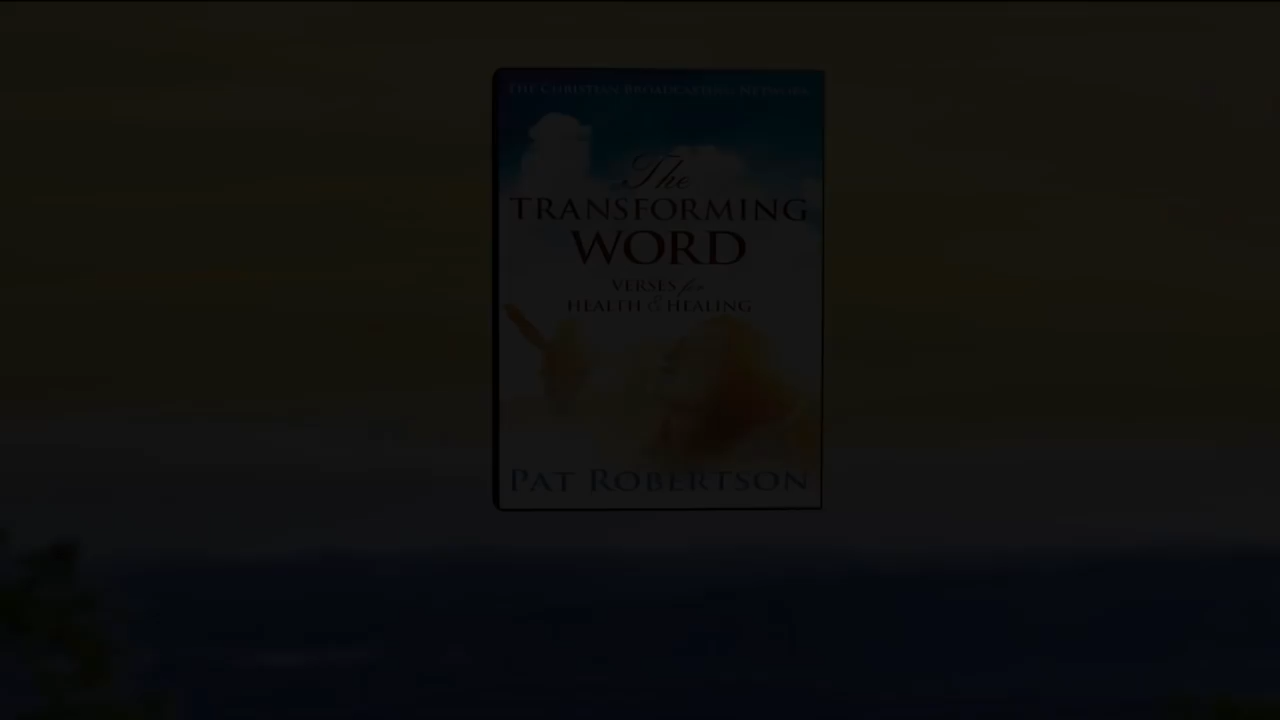 THE CHRISTIAN BROADCASTING NETWORK
The
TRANSFORMING
WORD
VERSES for
HEALTH & HEALING
PAT ROBERTSON